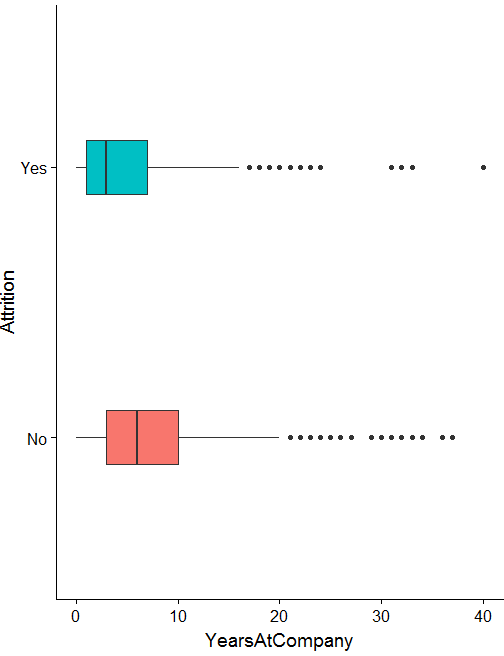 Attrition
Yes
No
0 10 20 30 40
YearsAtCompany